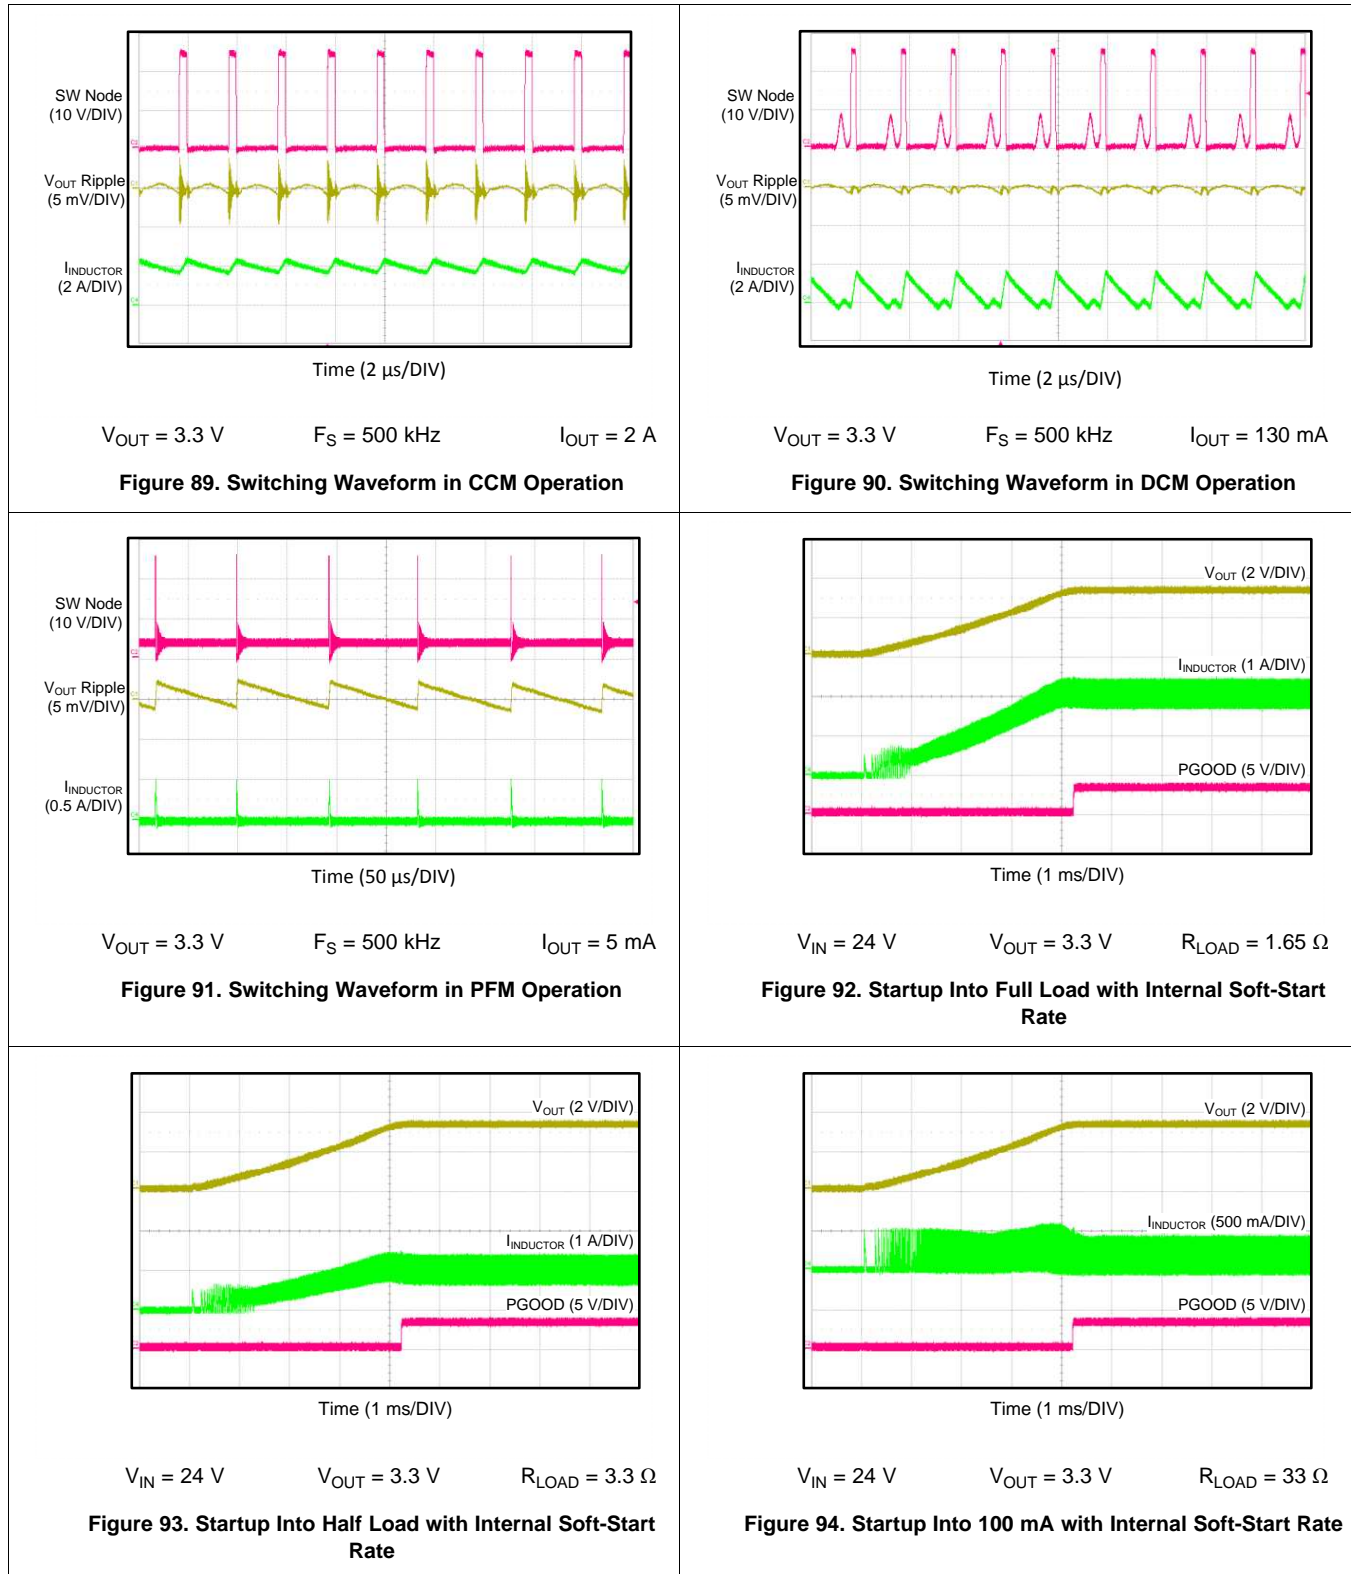 SW Node
(10 V/DIV)
VOUT Ripple
(5 mV/DIV)
IINDUCTOR
(2 A/DIV)
Time (2 µs/DIV)
VOUT = 3.3 V FS = 500 kHz IOUT = 2 A
Figure 89. Switching Waveform in CCM Operation
SW Node
(10 V/DIV)
VOUT Ripple
(5 mV/DIV)
IINDUCTOR
(2 A/DIV)
Time (2 µs/DIV)
VOUT = 3.3 V FS = 500 kHz IOUT = 130 mA
Figure 90. Switching Waveform in DCM Operation
SW Node
(10 V/DIV)
VOUT Ripple
(5 mV/DIV)
IINDUCTOR
(0.5 A/DIV)
Time (50 µs/DIV)
VOUT = 3.3 V FS = 500 kHz IOUT = 5 mA
Figure 91. Switching Waveform in PFM Operation
VOUT (2 V/DIV)
IINDUCTOR (1 A/DIV)
PGOOD (5 V/DIV)
Time (1 ms/DIV)
VIN = 24 V VOUT = 3.3 V RLOAD = 1.65 Ω
Figure 92. Startup Into Full Load with Internal Soft-Start
Rate
VOUT (2 V/DIV)
IINDUCTOR (1 A/DIV)
PGOOD (5 V/DIV)
Time (1 ms/DIV)
VIN = 24 V VOUT = 3.3 V RLOAD = 3.3 Ω
Figure 93. Startup Into Half Load with Internal Soft-Start
Rate
VOUT (2 V/DIV)
IINDUCTOR (500 mA/DIV)
PGOOD (5 V/DIV)
Time (1 ms/DIV)
VIN = 24 V VOUT = 3.3 V RLOAD = 33 Ω
Figure 94. Startup Into 100 mA with Internal Soft-Start Rate